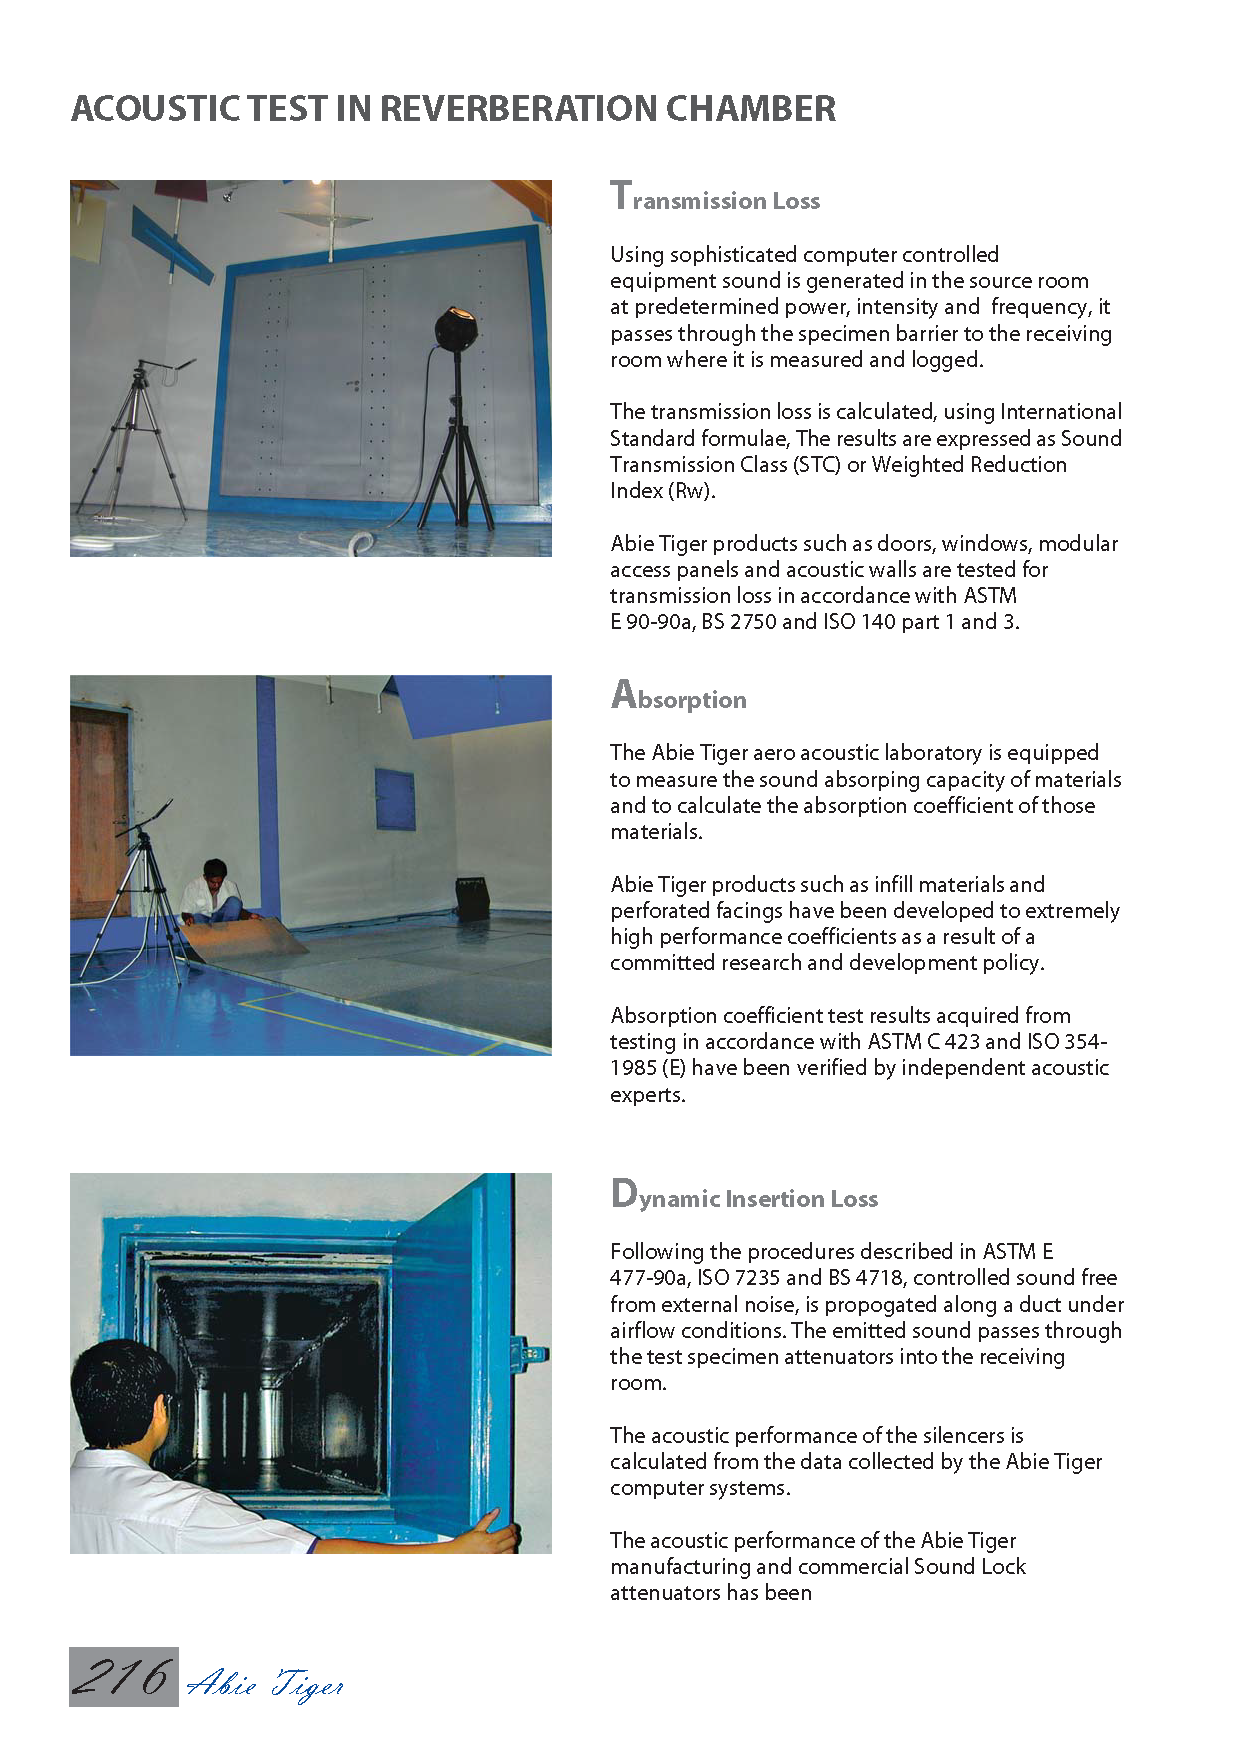 ACOUSTIC TEST IN REVERBERATION CHAMBER
Transmission Loss
Using sophisticated computer controlled
equipment sound is generated in the source room
at predetermined power, intensity and  frequency, it
passes through the specimen barrier to the receiving
room where it is measured and logged.
The transmission loss is calculated, using International
Standard formulae, The results are expressed as Sound
Transmission Class (STC) or Weighted Reduction
Index (Rw).
Abie Tiger products such as doors, windows, modular
access panels and acoustic walls are tested for
transmission loss in accordance with ASTM
E 90-90a, BS 2750 and ISO 140 part 1 and 3.
Absorption
The Abie Tiger aero acoustic laboratory is equipped
to measure the sound absorping capacity of materials
and to calculate the absorption coefficient of those
materials.
Abie Tiger products such as infill materials and
perforated facings have been developed to extremely
high performance coefficients as a result of a
committed research and development policy.
Absorption coefficient test results acquired from
testing in accordance with ASTM C 423 and ISO 354-
1985 (E) have been verified by independent acoustic
experts.
Dynamic Insertion Loss
Following the procedures described in ASTM E
477-90a, ISO 7235 and BS 4718, controlled sound free
from external noise, is propogated along a duct under
airflow conditions. The emitted sound passes through
the test specimen attenuators into the receiving
room.
The acoustic performance of the silencers is
calculated from the data collected by the Abie Tiger
computer systems.
The acoustic performance of the Abie Tiger
manufacturing and commercial Sound Lock
attenuators has been
216 Abie Tiger